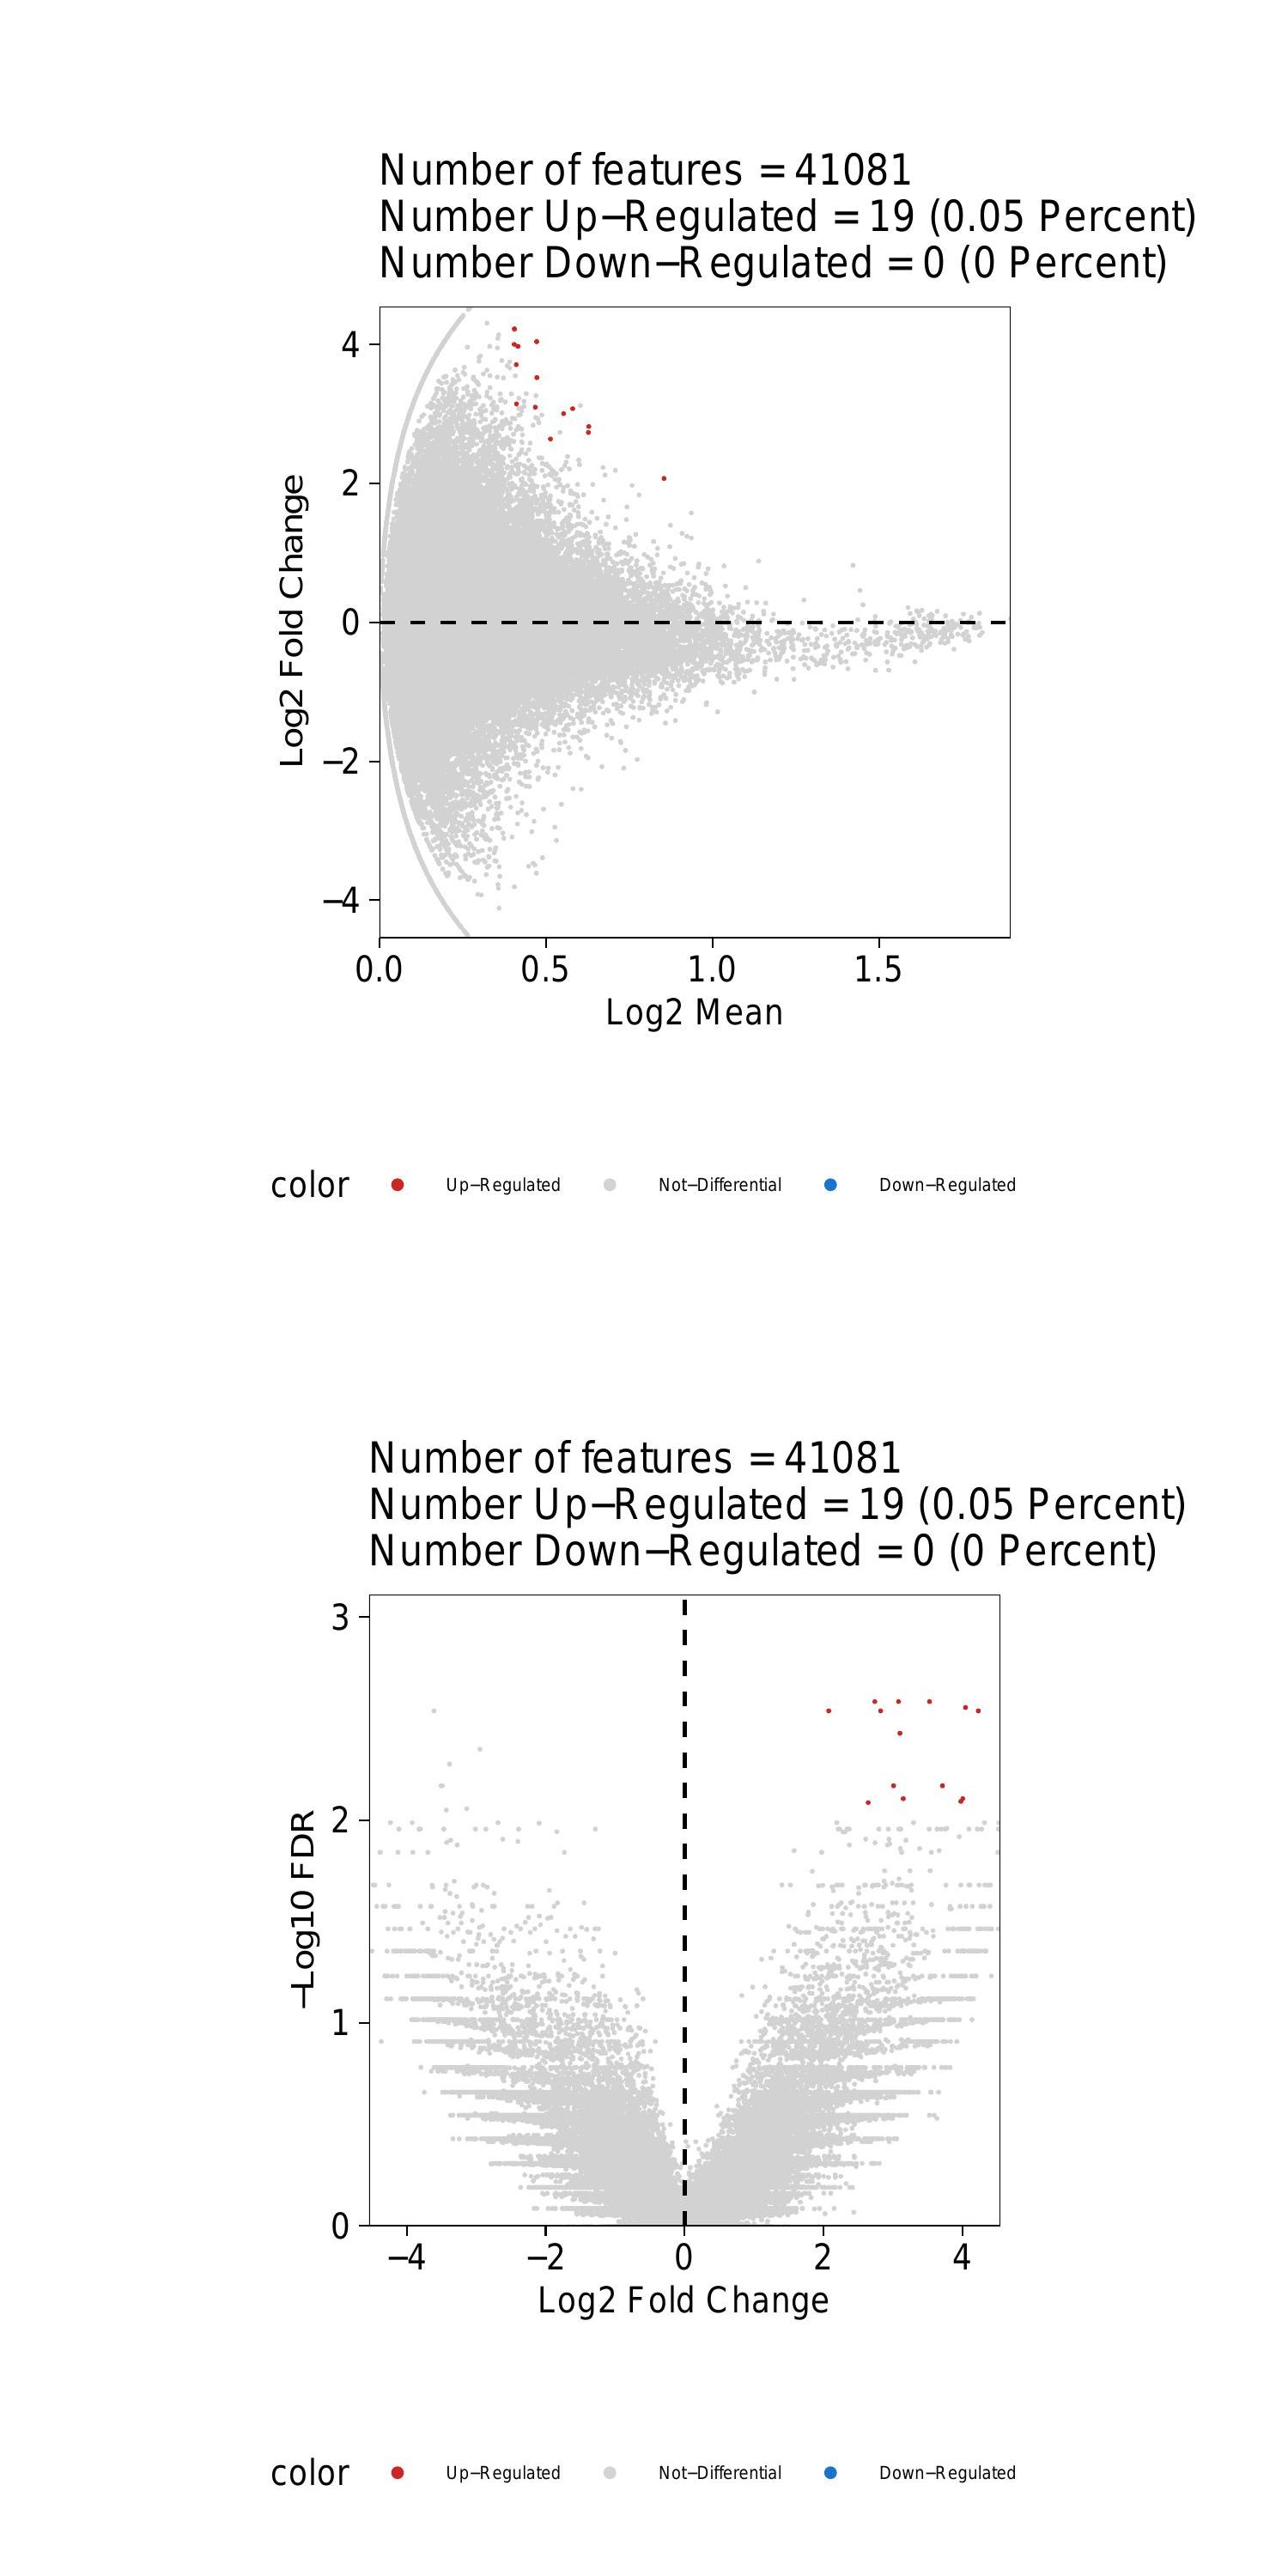 Number of features = 41081
Number Up−Regulated = 19 (0.05 Percent)
Number Down−Regulated = 0 (0 Percent)
4
2
0
−2
−4
Log2 Fold Change
0.0 0.5 1.0 1.5
Log2 Mean
color Up−Regulated Not−Differential Down−Regulated
Number of features = 41081
Number Up−Regulated = 19 (0.05 Percent)
Number Down−Regulated = 0 (0 Percent)
3
2
1
0
−Log10 FDR
−4 −2 0 2 4
Log2 Fold Change
color Up−Regulated Not−Differential Down−Regulated